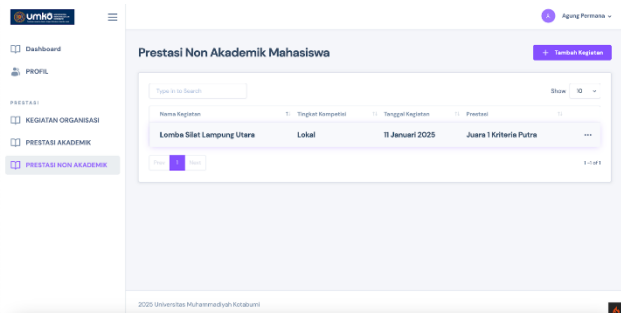 umkö
A
Agung Permana
Dashboard
PROFIL
PRESTASI
KEGIATAN ORGANISASI
PRESTASI AKADEMIK
PRESTASI NON AKADEMIK
Prestasi Non Akademik Mahasiswa
+ Tambah Kegiatan
Type in to Search
Show 10
Nama Kegiatan Tingkat Kompetisi Tanggal Kegiatan Prestasi
Lomba Silat Lampung Utara Lokal 11 Januari 2025 Juara 1 Kriteria Putra ...
Prev 1 Next
1 - 1 of 1
2025 Universitas Muhammadiyah Kotabumi